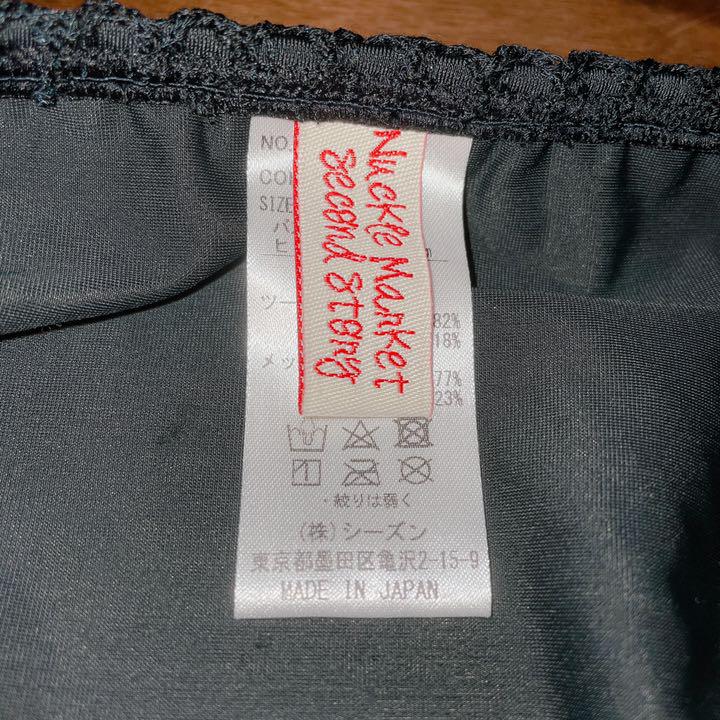 Nuckle Market
Second Story
NO.
CO
SIZE
バ
ヒ
ツー
82%
18%
メッ
77%
23%
・絞りは弱く
(株)シーズン
東京都墨田区亀沢2-15-9
MADE IN JAPAN